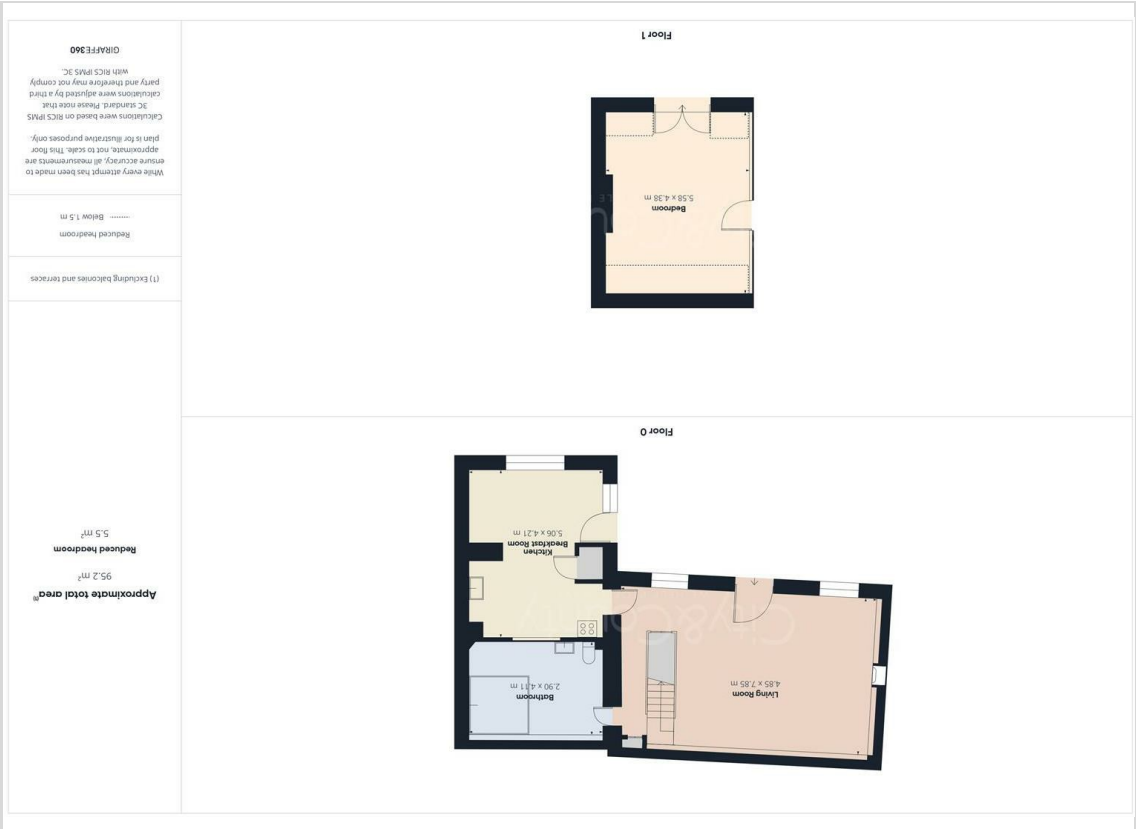 Living Room
4.85 x 7.85 m
Bathroom
2.90 x 4.11 m
City&County
Kitchen
Breakfast Room
5.06 x 4.21 m
Floor 0
Bedroom
5.58 x 4.38 m
Floor 1
Approximate total area⁽¹⁾
95.2 m²
Reduced headroom
5.5 m²
(1) Excluding balconies and terraces
Reduced headroom
Below 1.5 m
While every attempt has been made to
ensure accuracy, all measurements are
approximate, not to scale. This floor
plan is for illustrative purposes only.
Calculations were based on RICS IPMS
3C standard. Please note that
calculations were adjusted by a third
party and therefore may not comply
with RICS IPMS 3C.
GIRAFFE360